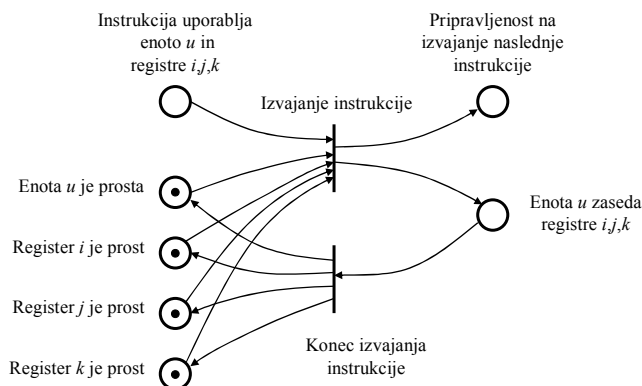 Instrukcija uporablja
enoto u in
registre i,j,k
Pripravljenost na
izvajanje naslednje
instrukcije
Izvajanje instrukcije
Enota u je prosta
Enota u zaseda
registre i,j,k
Register i je prost
Register j je prost
Konec izvajanja
instrukcije
Register k je prost